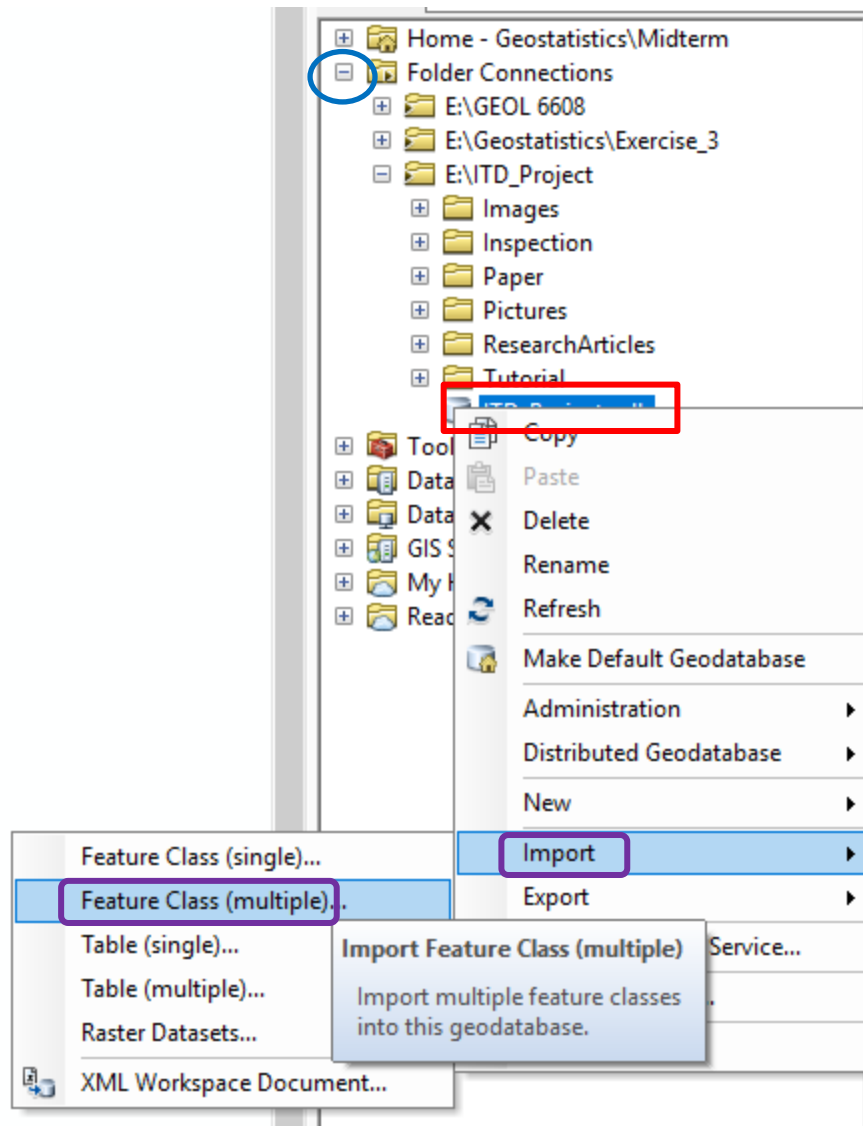 Home - Geostatistics\Midterm
Folder Connections
E:\GEOL 6608
E:\Geostatistics\Exercise_3
E:\ITD_Project
Images
Inspection
Paper
Pictures
ResearchArticles
Tutorial
Copy
Paste
Delete
Rename
Refresh
Make Default Geodatabase
Administration
Distributed Geodatabase
New
Import
Export
Service...
Feature Class (single)...
Feature Class (multiple)...
Table (single)...
Table (multiple)...
Raster Datasets...
XML Workspace Document...
Import Feature Class (multiple)
Import multiple feature classes
into this geodatabase.